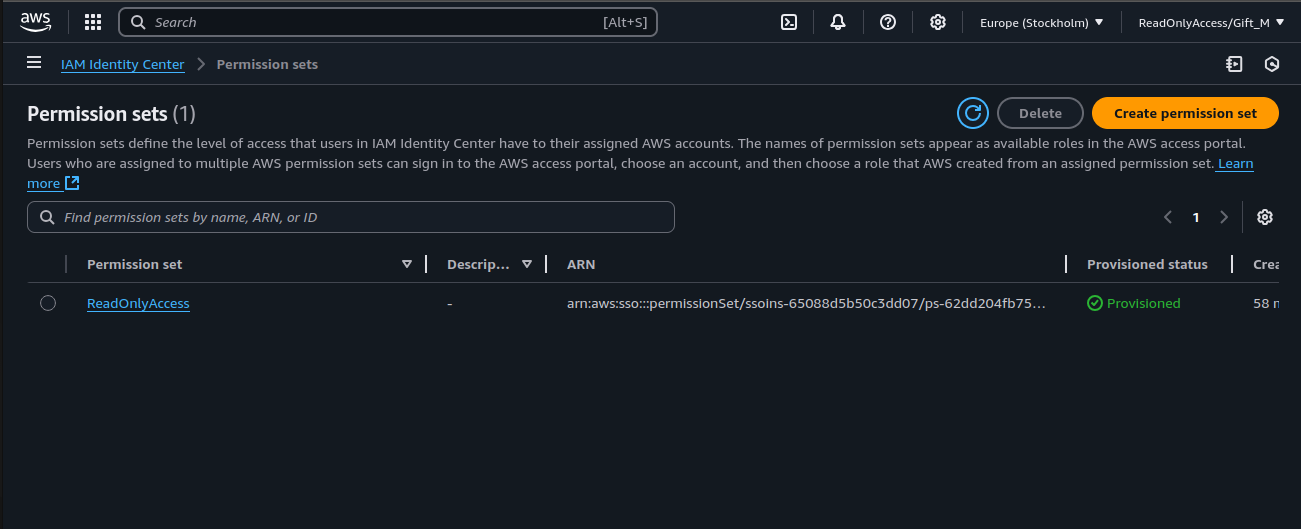 aws
Search [Alt+S] Europe (Stockholm) ReadOnlyAccess/Gift_M
IAM Identity Center Permission sets
Permission sets (1)
Delete Create permission set
Permission sets define the level of access that users in IAM Identity Center have to their assigned AWS accounts. The names of permission sets appear as available roles in the AWS access portal.
Users who are assigned to multiple AWS permission sets can sign in to the AWS access portal, choose an account, and then choose a role that AWS created from an assigned permission set. Learn
more
Find permission sets by name, ARN, or ID 1
Permission set Descrip... ARN Provisioned status Crea
ReadOnlyAccess - arn:aws:sso:::permissionSet/ssoins-65088d5b50c3dd07/ps-62dd204fb75... Provisioned 58